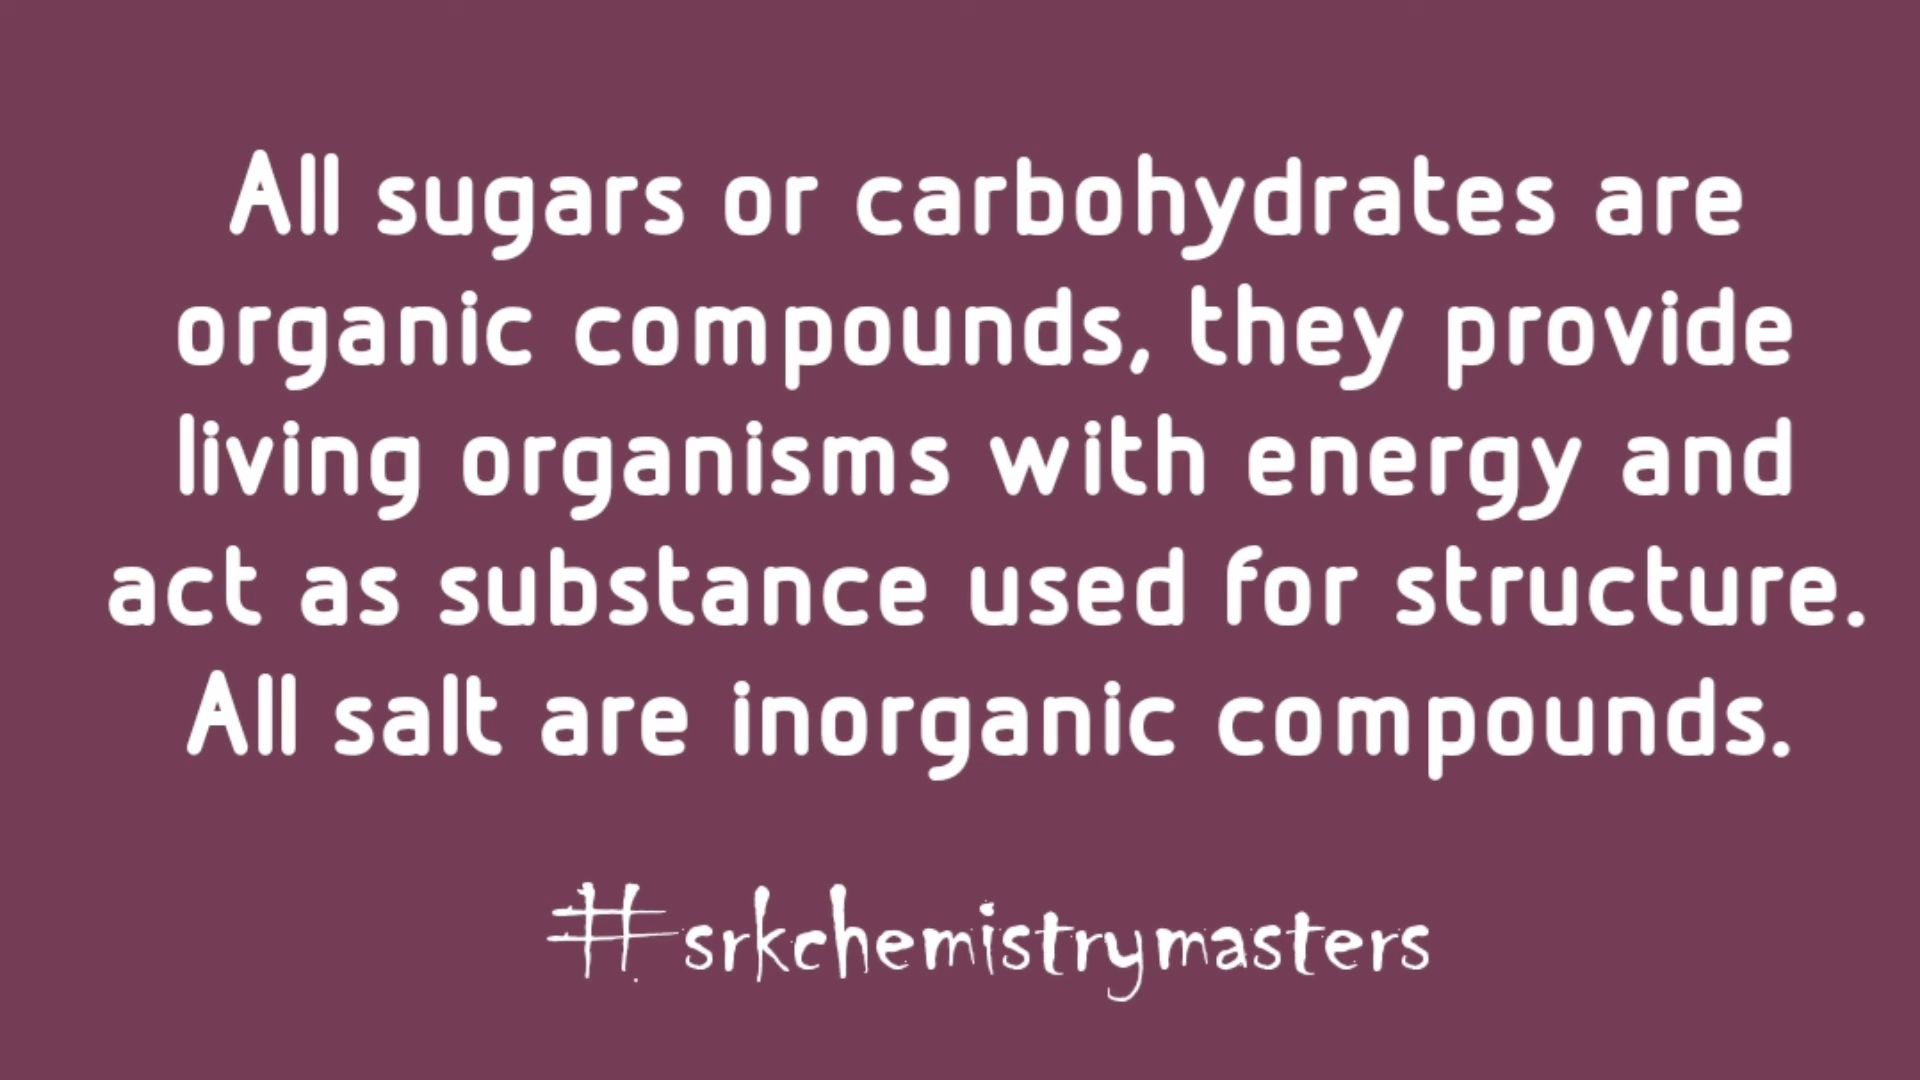 All sugars or carbohydrates are
organic compounds, they provide
living organisms with energy and
act as substance used for structure.
All salt are inorganic compounds.
#srkchemistrymasters